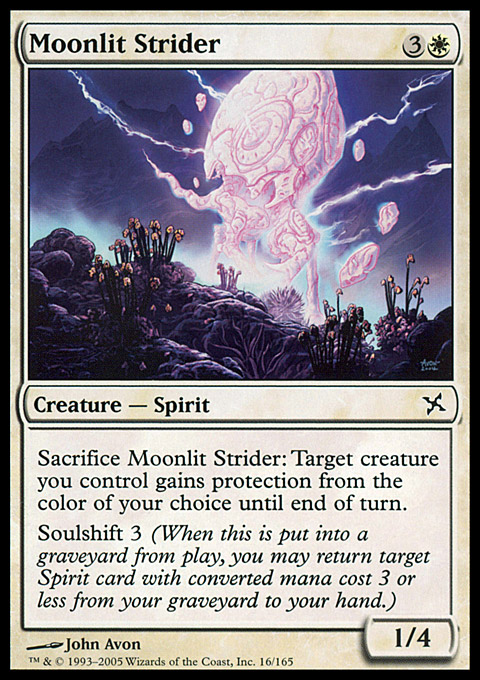 Moonlit Strider 3
Creature — Spirit
Sacrifice Moonlit Strider: Target creature
you control gains protection from the
color of your choice until end of turn.
Soulshift 3 (When this is put into a
graveyard from play, you may return target
Spirit card with converted mana cost 3 or
less from your graveyard to your hand.)
John Avon
1/4
™ & © 1993–2005 Wizards of the Coast, Inc. 16/165